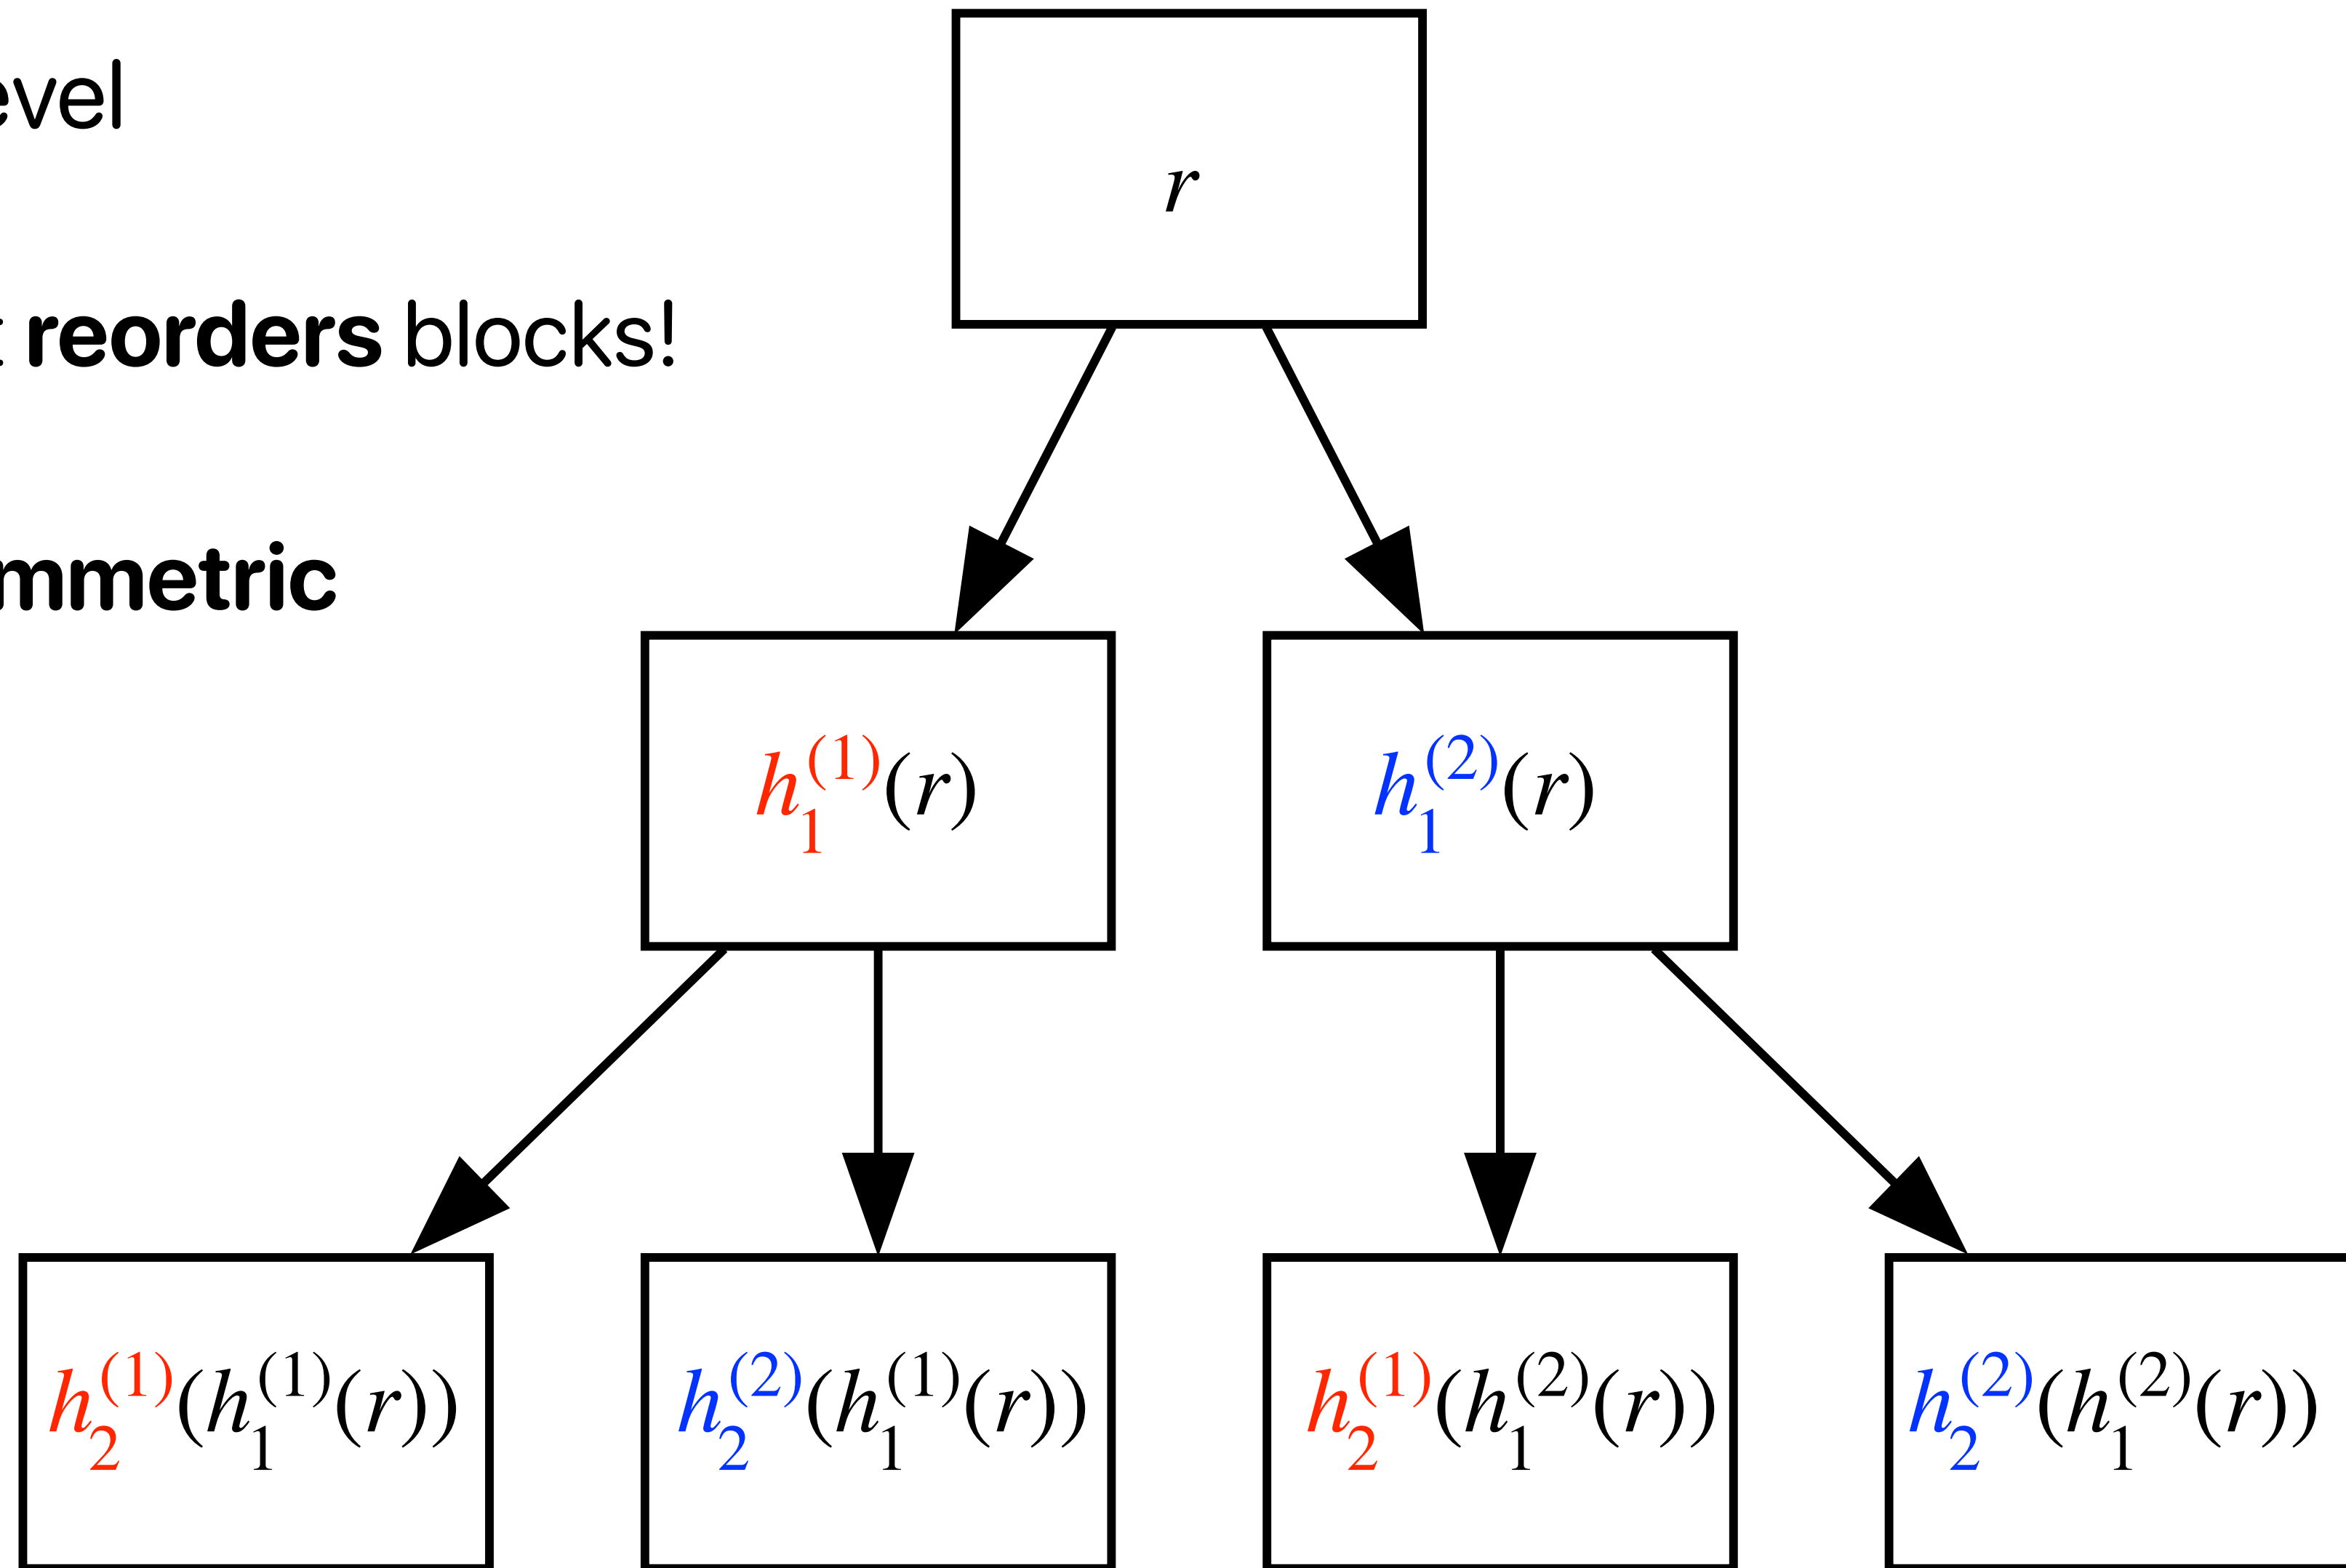 evel
r
: reorders blocks!
mmetric
h_1^{(1)}(r) h_1^{(2)}(r)
h_2^{(1)}(h_1^{(1)}(r)) h_2^{(2)}(h_1^{(1)}(r)) h_2^{(1)}(h_1^{(2)}(r)) h_2^{(2)}(h_1^{(2)}(r))